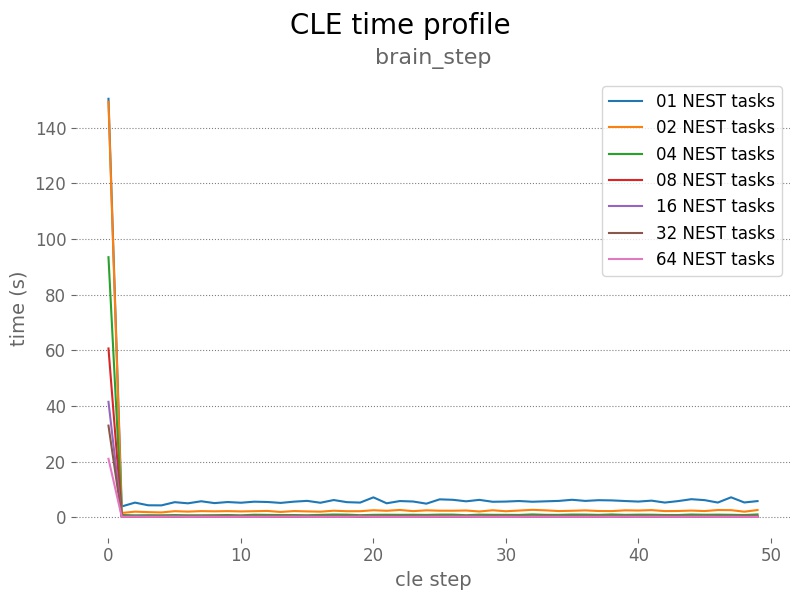 CLE time profile
brain_step
01 NEST tasks
02 NEST tasks
04 NEST tasks
08 NEST tasks
16 NEST tasks
32 NEST tasks
64 NEST tasks
140
120
100
80
60
40
20
0
time (s)
0 10 20 30 40 50
cle step